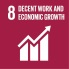 8 DECENT WORK AND
ECONOMIC GROWTH